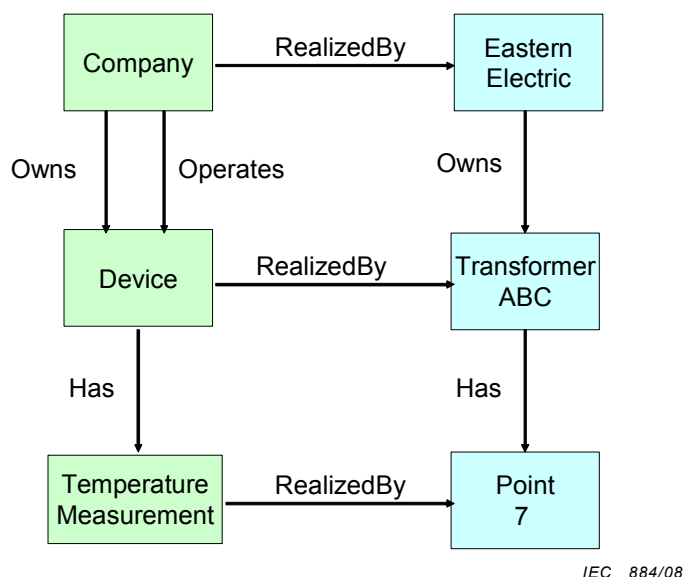 Company
RealizedBy
Eastern
Electric
Owns
Operates
Owns
Device
RealizedBy
Transformer
ABC
Has
Has
Temperature
Measurement
RealizedBy
Point
7
IEC 884/08